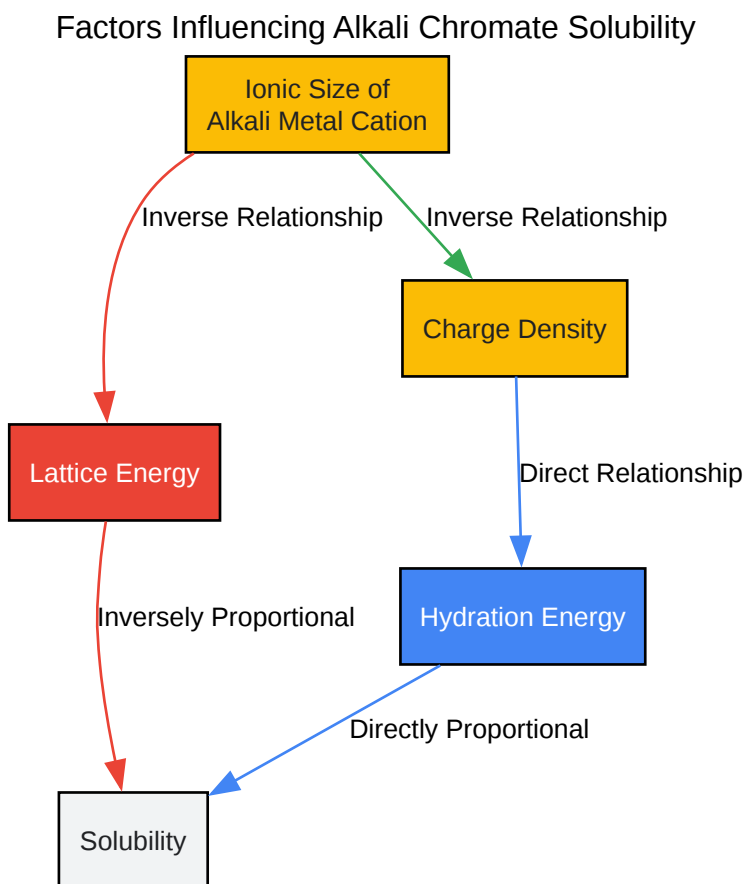 Factors Influencing Alkali Chromate Solubility
Ionic Size of
Alkali Metal Cation
Inverse Relationship
Inverse Relationship
Charge Density
Lattice Energy
Direct Relationship
Inversely Proportional
Hydration Energy
Directly Proportional
Solubility